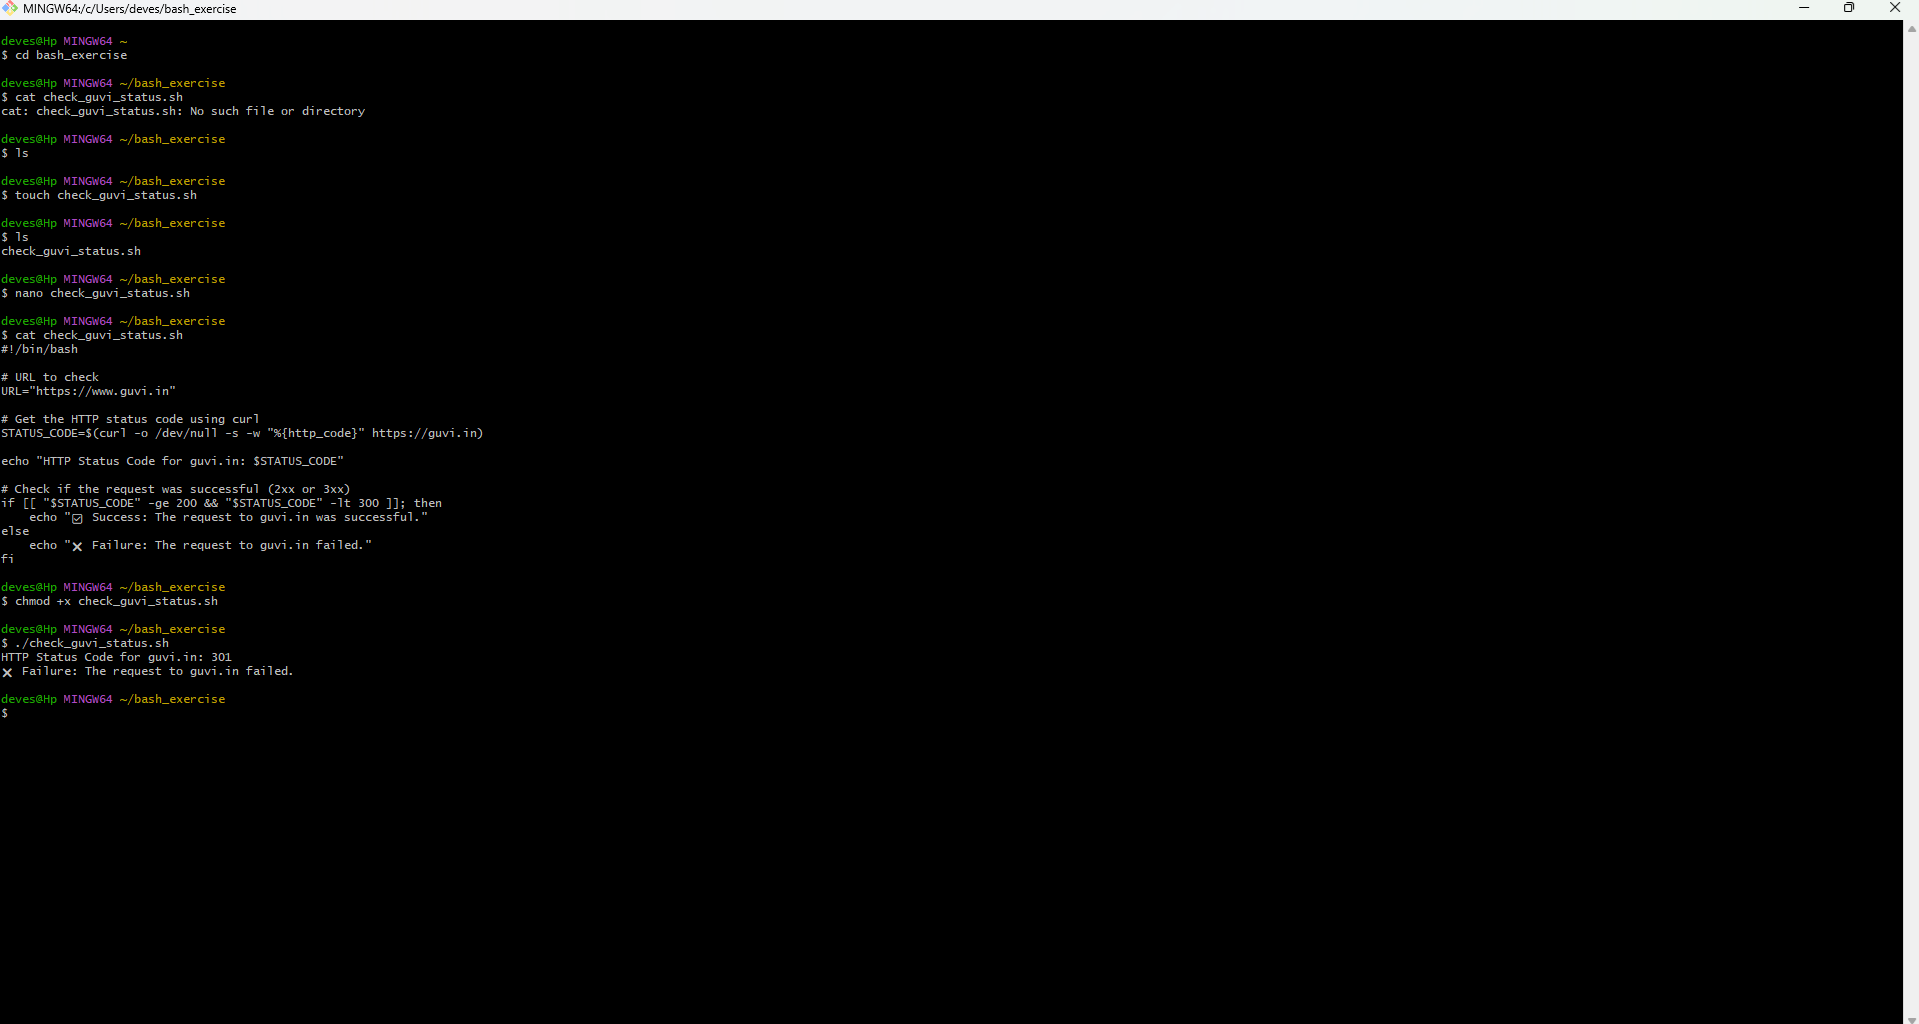 MINGW64:/c/Users/deves/bash_exercise
deves@Hp MINGW64 ~
$ cd bash_exercise
deves@Hp MINGW64 ~/bash_exercise
$ cat check_guvi_status.sh
cat: check_guvi_status.sh: No such file or directory
deves@Hp MINGW64 ~/bash_exercise
$ ls
deves@Hp MINGW64 ~/bash_exercise
$ touch check_guvi_status.sh
deves@Hp MINGW64 ~/bash_exercise
$ ls
check_guvi_status.sh
deves@Hp MINGW64 ~/bash_exercise
$ nano check_guvi_status.sh
deves@Hp MINGW64 ~/bash_exercise
$ cat check_guvi_status.sh
#!/bin/bash
# URL to check
URL="https://www.guvi.in"
# Get the HTTP status code using curl
STATUS_CODE=$(curl -o /dev/null -s -w "%{http_code}" https://guvi.in)
echo "HTTP Status Code for guvi.in: $STATUS_CODE"
# Check if the request was successful (2xx or 3xx)
if [[ "$STATUS_CODE" -ge 200 && "$STATUS_CODE" -lt 300 ]]; then
    echo "☑ Success: The request to guvi.in was successful."
else
    echo "❌ Failure: The request to guvi.in failed."
fi
deves@Hp MINGW64 ~/bash_exercise
$ chmod +x check_guvi_status.sh
deves@Hp MINGW64 ~/bash_exercise
$ ./check_guvi_status.sh
HTTP Status Code for guvi.in: 301
❌ Failure: The request to guvi.in failed.
deves@Hp MINGW64 ~/bash_exercise
$